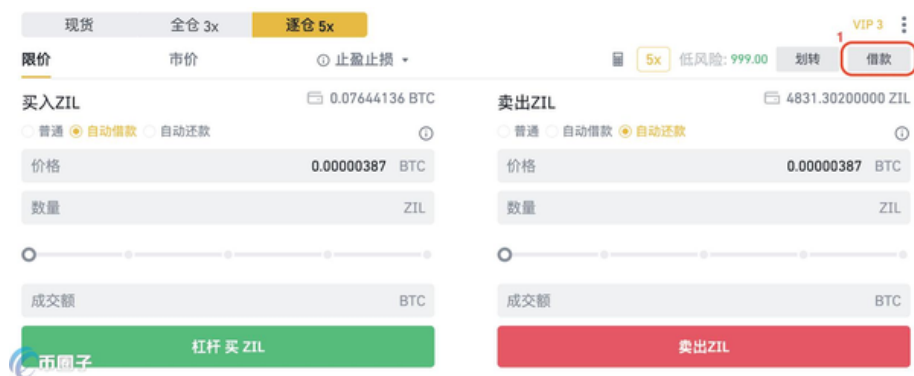 现货 全仓 3x 逐仓 5x VIP 3
1
限价 市价 止盈止损 5x 低风险: 999.00 划转 借款
买入ZIL 0.07644136 BTC
普通 自动借款 自动还款
价格 0.00000387 BTC
数量 ZIL
成交额 BTC
杠杆 买 ZIL
卖出ZIL 4831.30200000 ZIL
普通 自动借款 自动还款
价格 0.00000387 BTC
数量 ZIL
成交额 BTC
卖出ZIL
币圈子